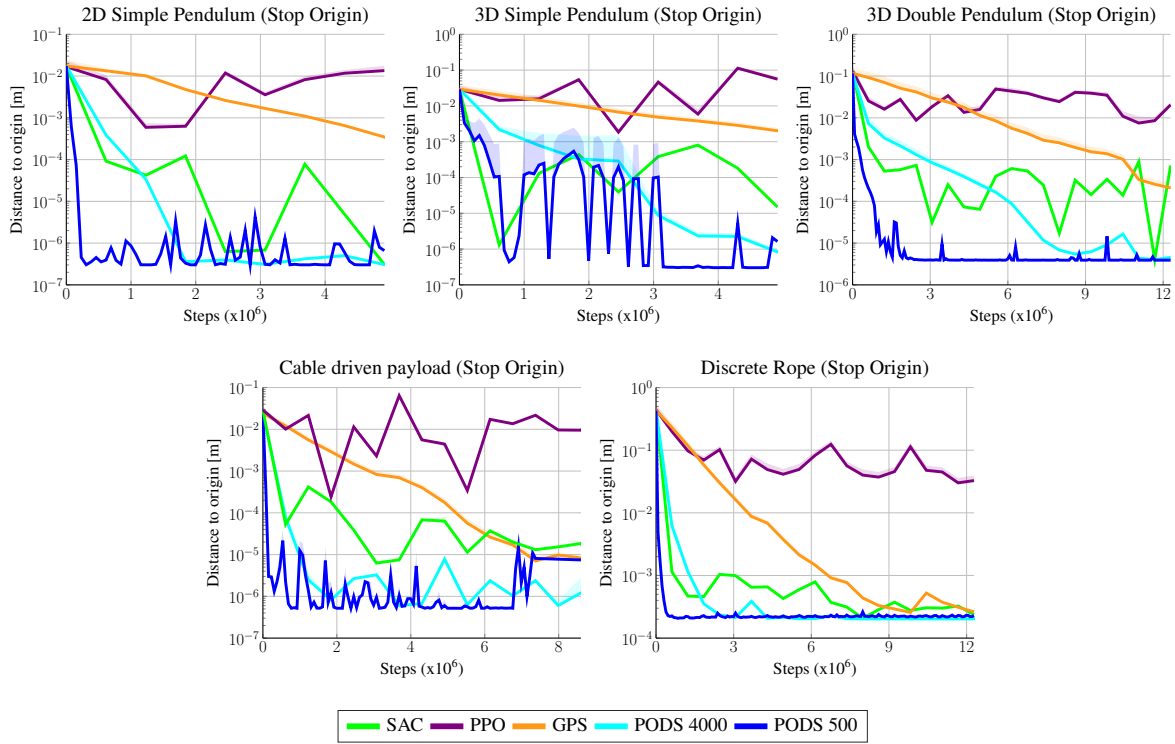 2D Simple Pendulum (Stop Origin)
Distance to origin [m]
10^-1
10^-2
10^-3
10^-4
10^-5
10^-6
10^-7
0 1 2 3 4
Steps (x10^6)
3D Simple Pendulum (Stop Origin)
Distance to origin [m]
10^1
10^0
10^-1
10^-2
10^-3
10^-4
10^-5
10^-6
10^-7
0 1 2 3 4
Steps (x10^6)
3D Double Pendulum (Stop Origin)
Distance to origin [m]
10^0
10^-1
10^-2
10^-3
10^-4
10^-5
10^-6
0 3 6 9 12
Steps (x10^6)
Cable driven payload (Stop Origin)
Distance to origin [m]
10^-1
10^-2
10^-3
10^-4
10^-5
10^-6
10^-7
0 2 4 6 8
Steps (x10^6)
Discrete Rope (Stop Origin)
Distance to origin [m]
10^0
10^-1
10^-2
10^-3
10^-4
0 3 6 9 12
Steps (x10^6)
SAC PPO GPS PODS 4000 PODS 500